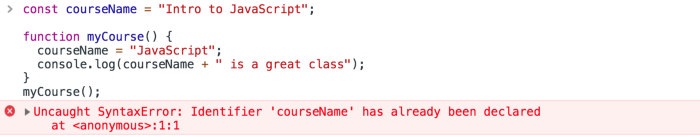 const courseName = "Intro to JavaScript";
function myCourse() {
courseName = "JavaScript";
console.log(courseName + " is a great class");
}
myCourse();
Uncaught SyntaxError: Identifier 'courseName' has already been declared
at <anonymous>:1:1